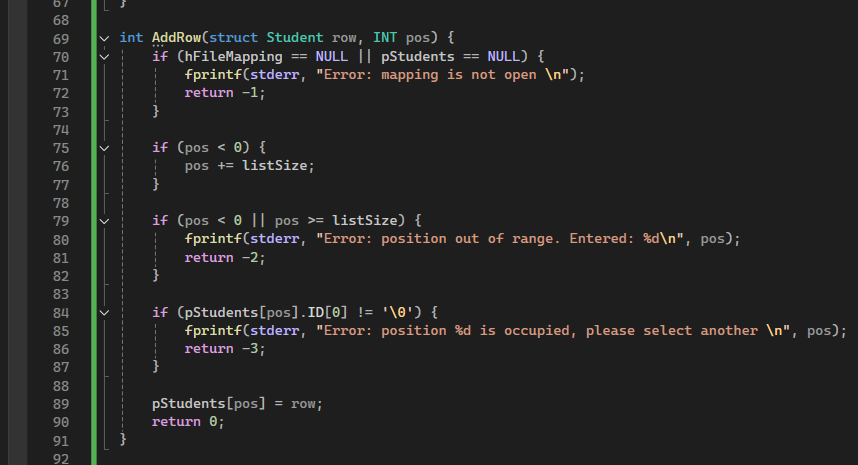 67 }
68
69 int AddRow(struct Student row, INT pos) {
70 if (hFileMapping == NULL || pStudents == NULL) {
71 fprintf(stderr, "Error: mapping is not open \n");
72 return -1;
73 }
74
75 if (pos < 0) {
76 pos += listSize;
77 }
78
79 if (pos < 0 || pos >= listSize) {
80 fprintf(stderr, "Error: position out of range. Entered: %d\n", pos);
81 return -2;
82 }
83
84 if (pStudents[pos].ID[0] != '\0') {
85 fprintf(stderr, "Error: position %d is occupied, please select another \n", pos);
86 return -3;
87 }
88
89 pStudents[pos] = row;
90 return 0;
91 }
92